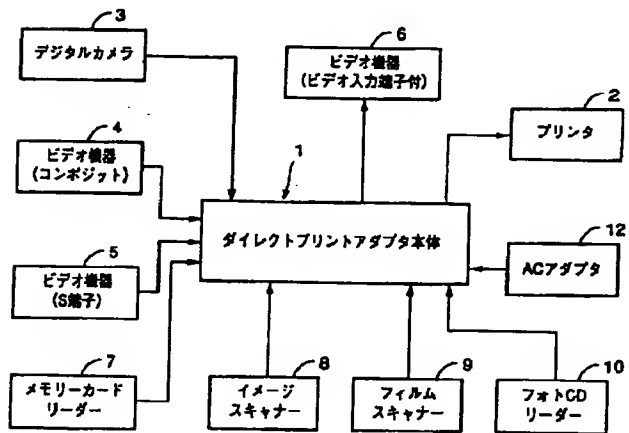 3
デジタルカメラ
6
ビデオ機器
(ビデオ入力端子付)
2
プリンタ
4
ビデオ機器
(コンポジット)
1
ダイレクトプリントアダプタ本体
5
ビデオ機器
(S端子)
12
ACアダプタ
7
メモリーカード
リーダー
8
イメージ
スキャナー
9
フィルム
スキャナー
10
フォトCD
リーダー